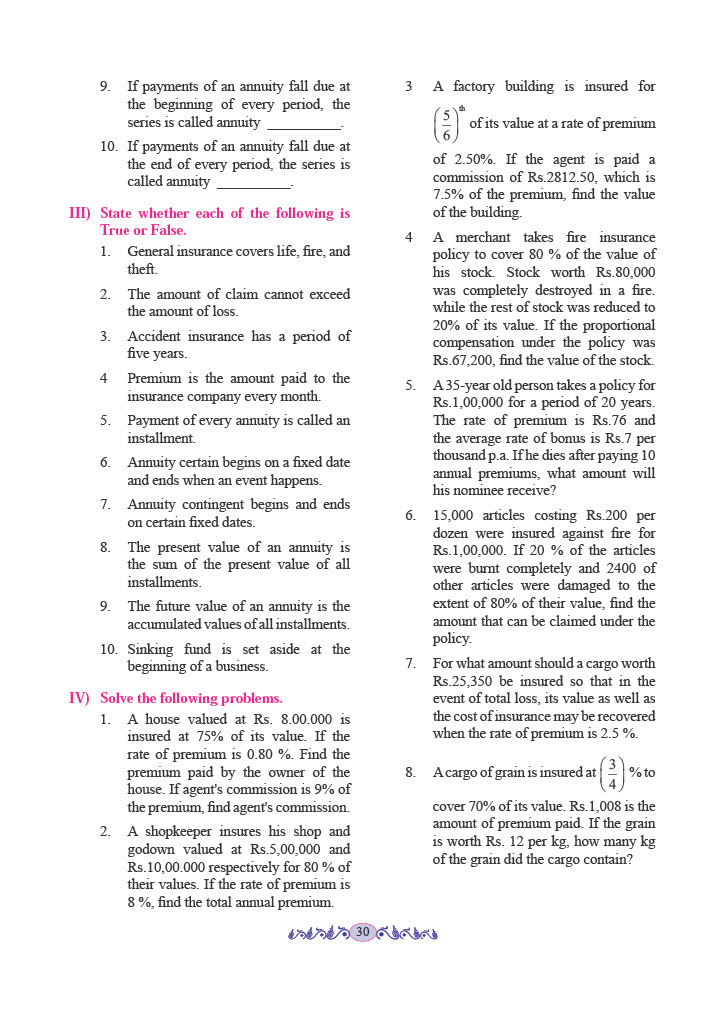 9. If payments of an annuity fall due at
the beginning of every period, the
series is called annuity __________.
10. If payments of an annuity fall due at
the end of every period, the series is
called annuity __________.
III) State whether each of the following is
True or False.
1. General insurance covers life, fire, and
theft.
2. The amount of claim cannot exceed
the amount of loss.
3. Accident insurance has a period of
five years.
4 Premium is the amount paid to the
insurance company every month.
5. Payment of every annuity is called an
installment.
6. Annuity certain begins on a fixed date
and ends when an event happens.
7. Annuity contingent begins and ends
on certain fixed dates.
8. The present value of an annuity is
the sum of the present value of all
installments.
9. The future value of an annuity is the
accumulated values of all installments.
10. Sinking fund is set aside at the
beginning of a business.
IV) Solve the following problems.
1. A house valued at Rs. 8.00.000 is
insured at 75% of its value. If the
rate of premium is 0.80 %. Find the
premium paid by the owner of the
house. If agent's commission is 9% of
the premium, find agent's commission.
2. A shopkeeper insures his shop and
godown valued at Rs.5,00,000 and
Rs.10,00.000 respectively for 80 % of
their values. If the rate of premium is
8 %, find the total annual premium.
3 A factory building is insured for
(5/6)th of its value at a rate of premium
of 2.50%. If the agent is paid a
commission of Rs.2812.50, which is
7.5% of the premium, find the value
of the building.
4 A merchant takes fire insurance
policy to cover 80 % of the value of
his stock. Stock worth Rs.80,000
was completely destroyed in a fire.
while the rest of stock was reduced to
20% of its value. If the proportional
compensation under the policy was
Rs.67,200, find the value of the stock.
5. A 35-year old person takes a policy for
Rs.1,00,000 for a period of 20 years.
The rate of premium is Rs.76 and
the average rate of bonus is Rs.7 per
thousand p.a. If he dies after paying 10
annual premiums, what amount will
his nominee receive?
6. 15,000 articles costing Rs.200 per
dozen were insured against fire for
Rs.1,00,000. If 20 % of the articles
were burnt completely and 2400 of
other articles were damaged to the
extent of 80% of their value, find the
amount that can be claimed under the
policy.
7. For what amount should a cargo worth
Rs.25,350 be insured so that in the
event of total loss, its value as well as
the cost of insurance may be recovered
when the rate of premium is 2.5 %.
8. A cargo of grain is insured at (3/4) % to
cover 70% of its value. Rs.1,008 is the
amount of premium paid. If the grain
is worth Rs. 12 per kg, how many kg
of the grain did the cargo contain?
30